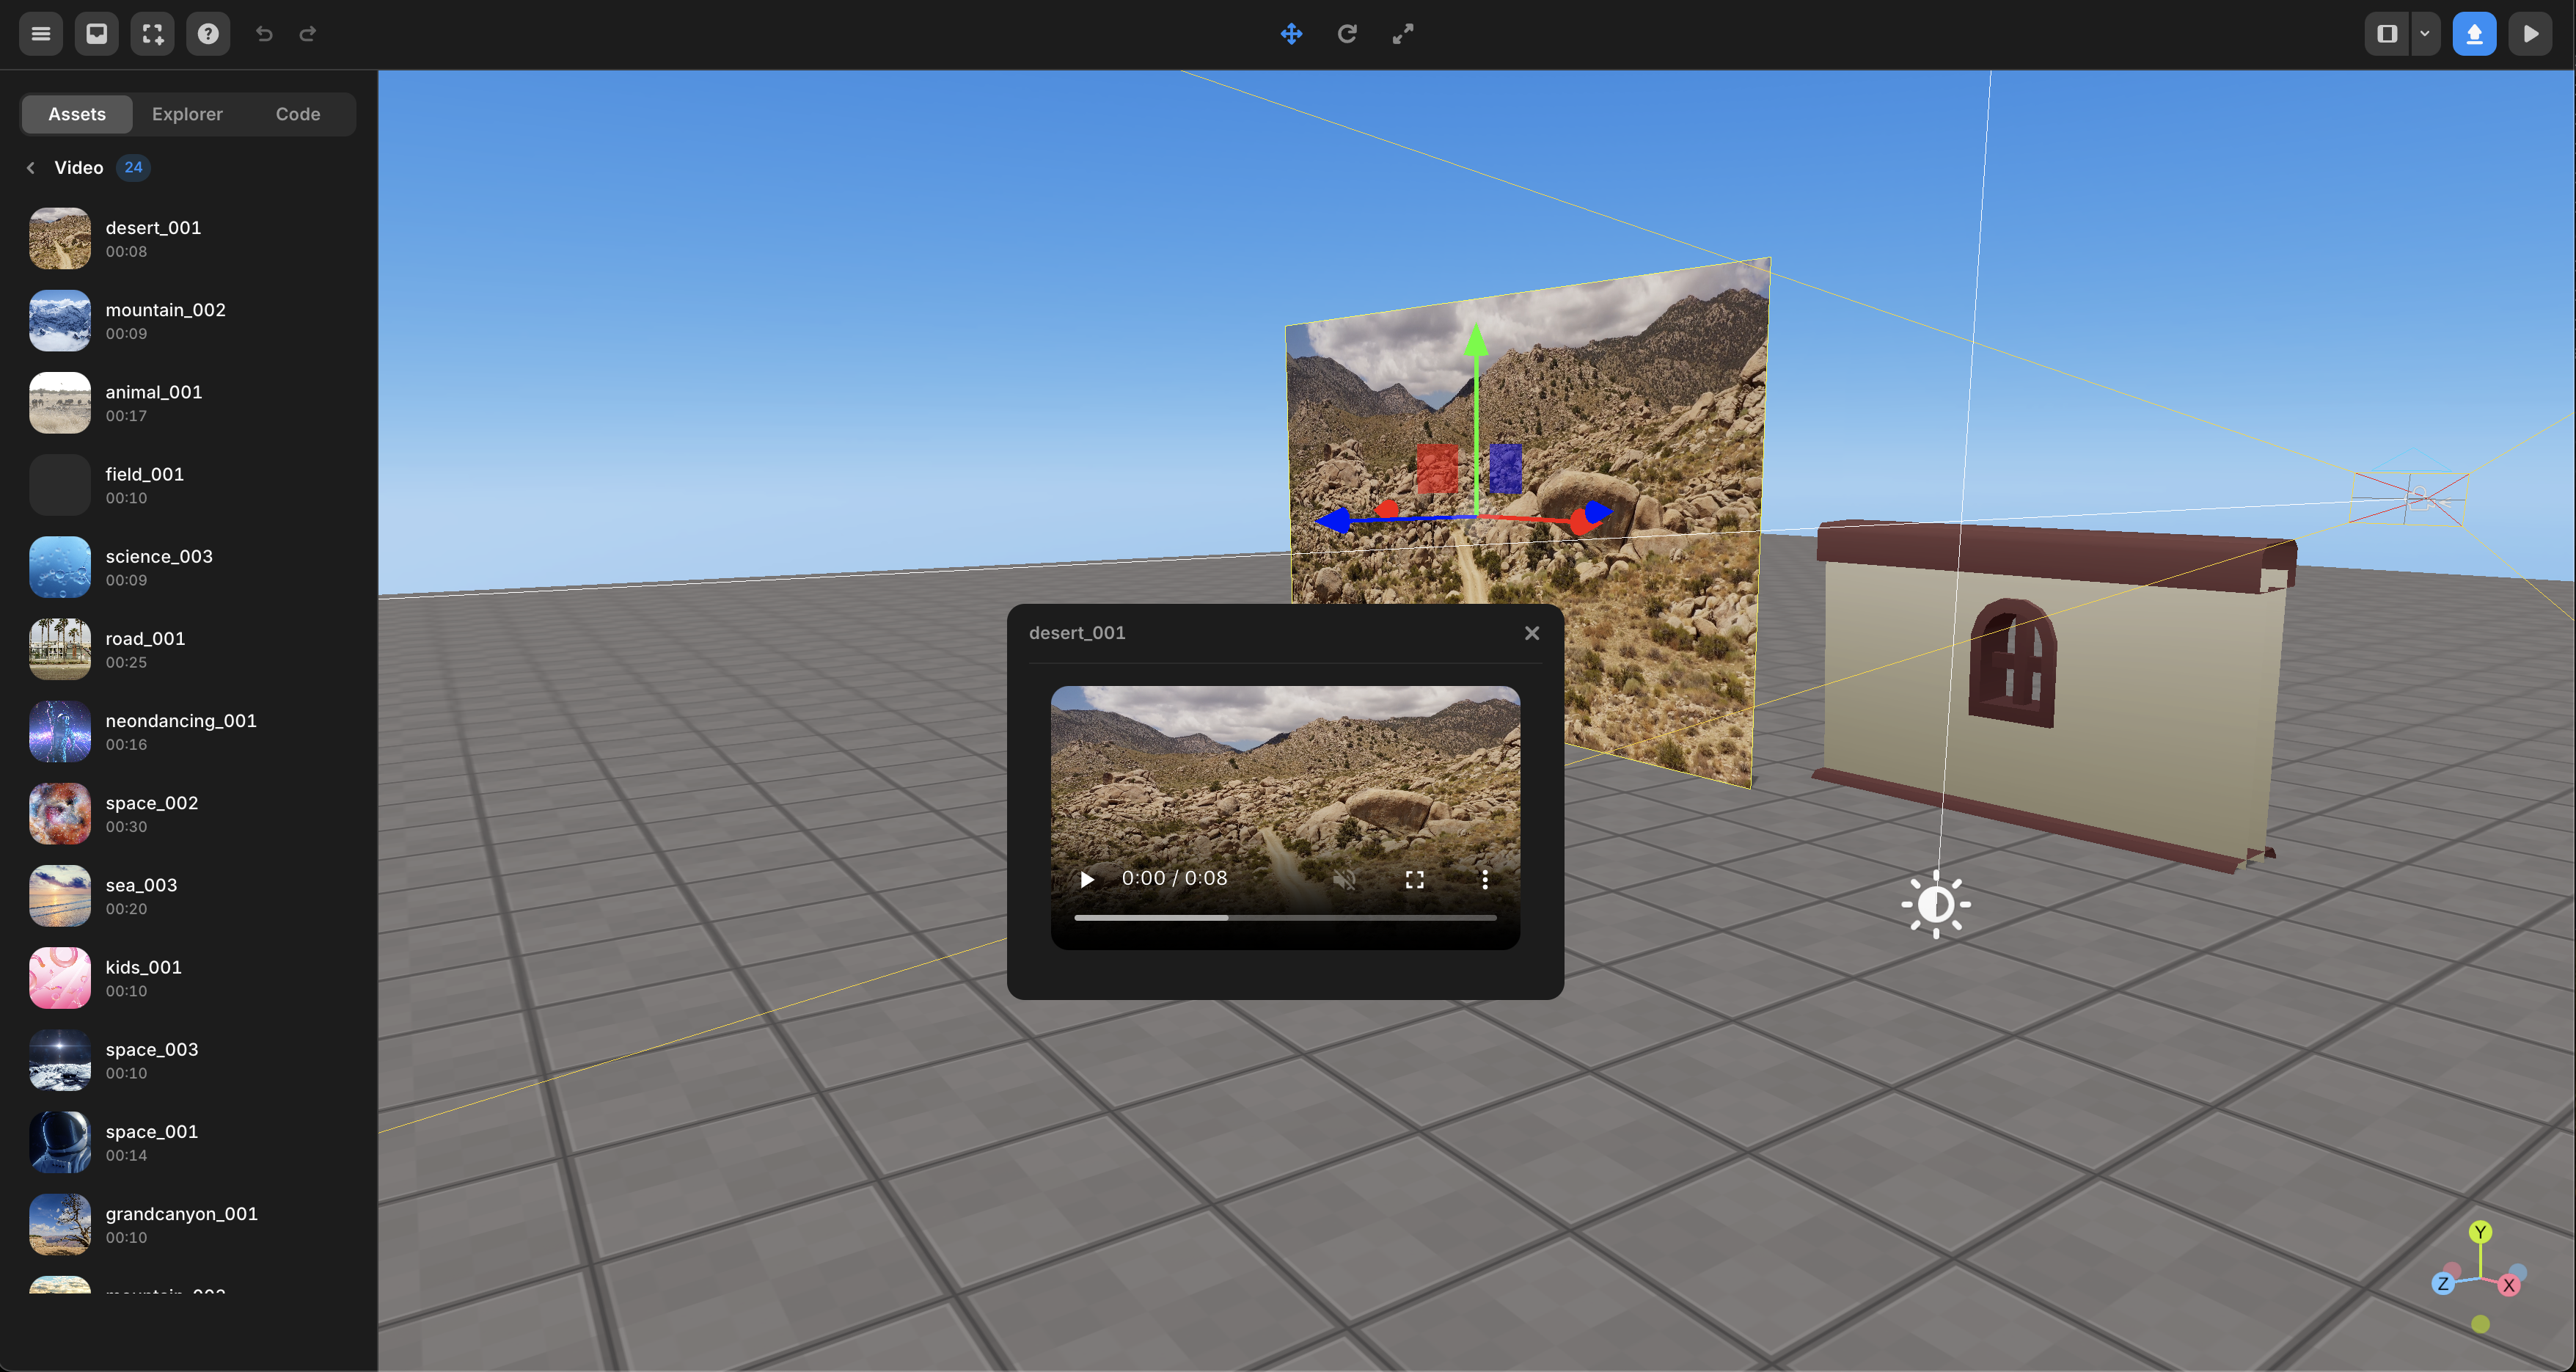 Assets Explorer Code
Video 24
desert_001
00:08
mountain_002
00:09
animal_001
00:17
field_001
00:10
science_003
00:09
road_001
00:25
neondancing_001
00:16
space_002
00:30
sea_003
00:20
kids_001
00:10
space_003
00:10
space_001
00:14
grandcanyon_001
00:10
desert_001
0:00 / 0:08
Y
Z
X